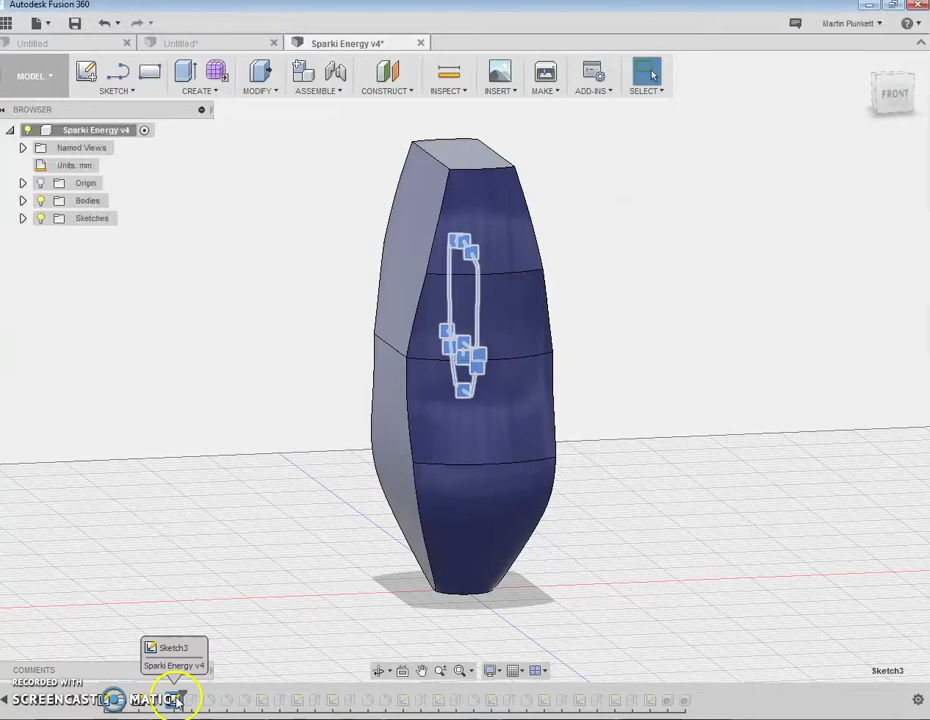 Autodesk Fusion 360
Martin Plunkett
Untitled
Untitled*
Sparki Energy v4*
MODEL
SKETCH
CREATE
MODIFY
ASSEMBLE
CONSTRUCT
INSPECT
INSERT
MAKE
ADD-INS
SELECT
BROWSER
FRONT
Sparki Energy v4
Named Views
Units: mm
Origin
Bodies
Sketches
Sketch3
Sparki Energy v4
COMMENTS
Sketch3
RECORDED WITH
SCREENCAST MATIC